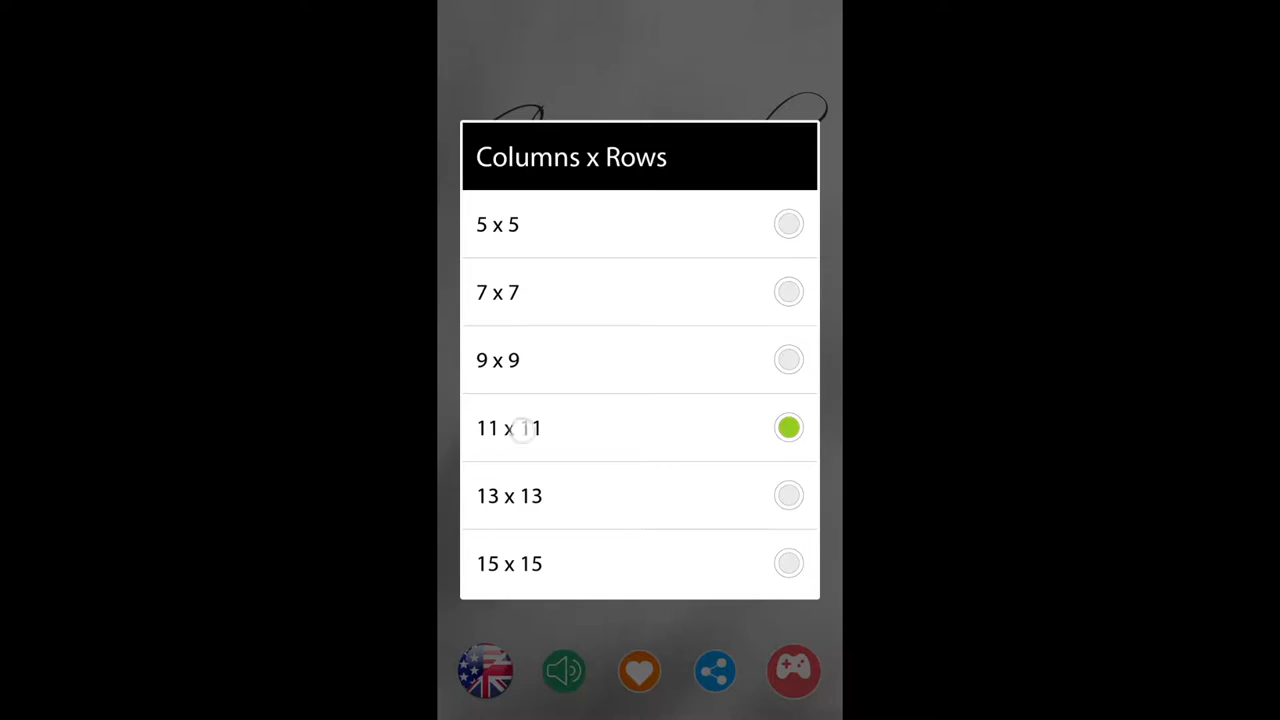 Columns x Rows
5 x 5
7 x 7
9 x 9
11 x 11
13 x 13
15 x 15